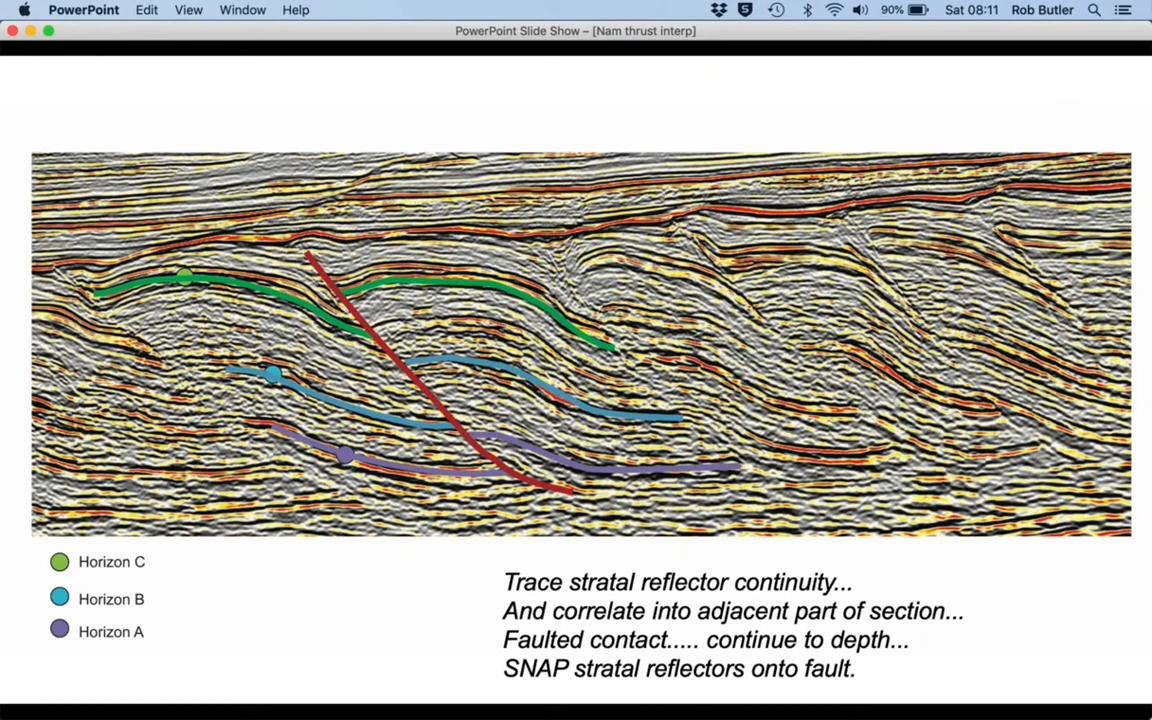 PowerPoint Edit View Window Help 5 90% Sat 08:11 Rob Butler
PowerPoint Slide Show – [Nam thrust interp]
Horizon C
Horizon B
Horizon A
Trace stratal reflector continuity...
And correlate into adjacent part of section...
Faulted contact..... continue to depth...
SNAP stratal reflectors onto fault.